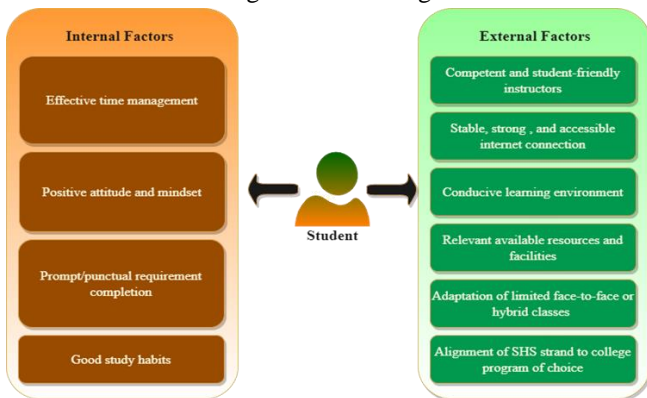 Internal Factors
Effective time management
Positive attitude and mindset
Prompt/punctual requirement
completion
Good study habits
Student
External Factors
Competent and student-friendly
instructors
Stable, strong , and accessible
internet connection
Conducive learning environment
Relevant available resources and
facilities
Adaptation of limited face-to-face or
hybrid classes
Alignment of SHS strand to college
program of choice